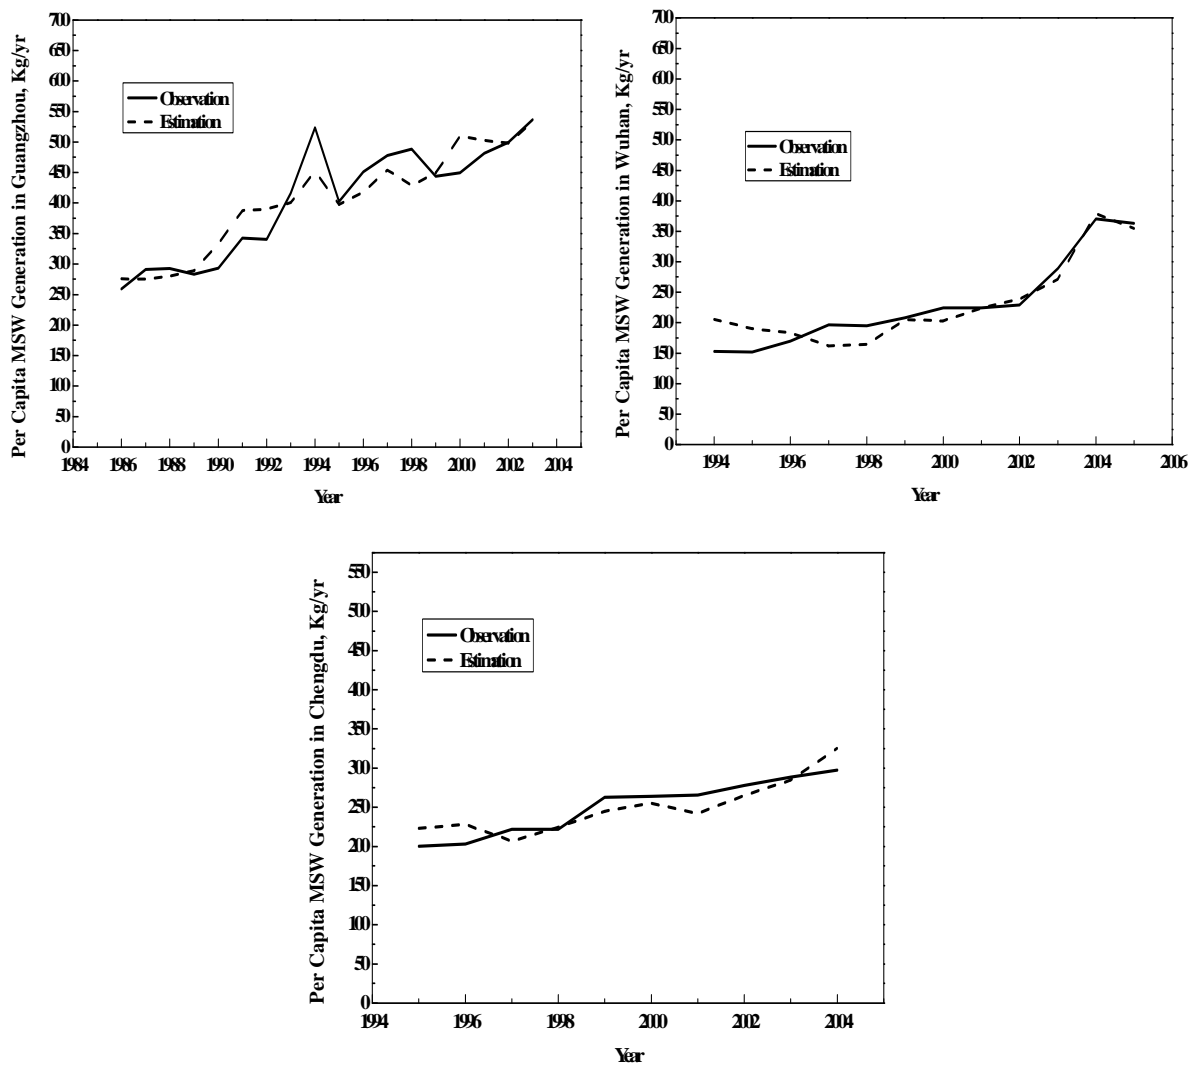 Per Capita MSW Generation in Guangzhou, Kg/yr
700
650
600
550
500
450
400
350
300
250
200
150
100
50
0
Observation
Estimation
1984 1986 1988 1990 1992 1994 1996 1998 2000 2002 2004
Year
Per Capita MSW Generation in Wuhan, Kg/yr
700
650
600
550
500
450
400
350
300
250
200
150
100
50
0
Observation
Estimation
1994 1996 1998 2000 2002 2004 2006
Year
Per Capita MSW Generation in Chengdu, Kg/yr
550
500
450
400
350
300
250
200
150
100
50
0
Observation
Estimation
1994 1996 1998 2000 2002 2004
Year